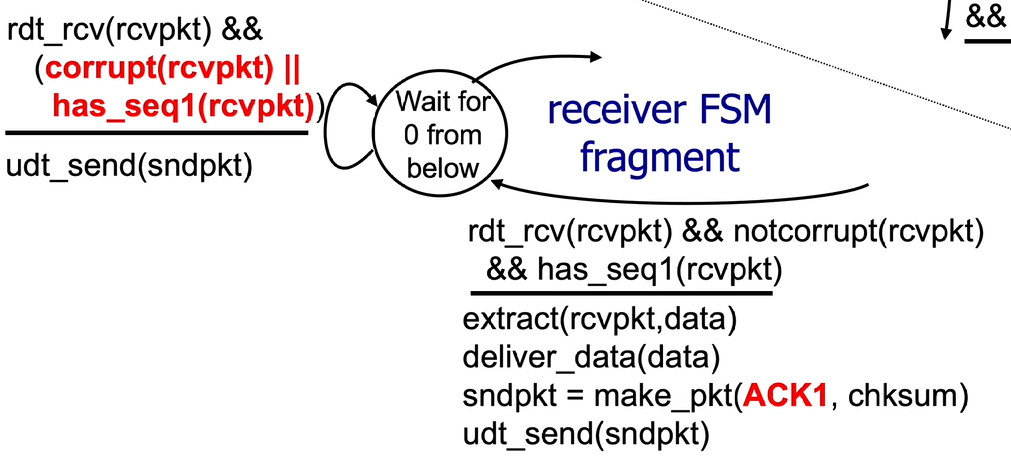 rdt_rcv(rcvpkt) &&
(corrupt(rcvpkt) ||
has_seq1(rcvpkt))
udt_send(sndpkt)
Wait for
0 from
below
receiver FSM
fragment
&&
rdt_rcv(rcvpkt) && notcorrupt(rcvpkt)
&& has_seq1(rcvpkt)
extract(rcvpkt,data)
deliver_data(data)
sndpkt = make_pkt(ACK1, chksum)
udt_send(sndpkt)